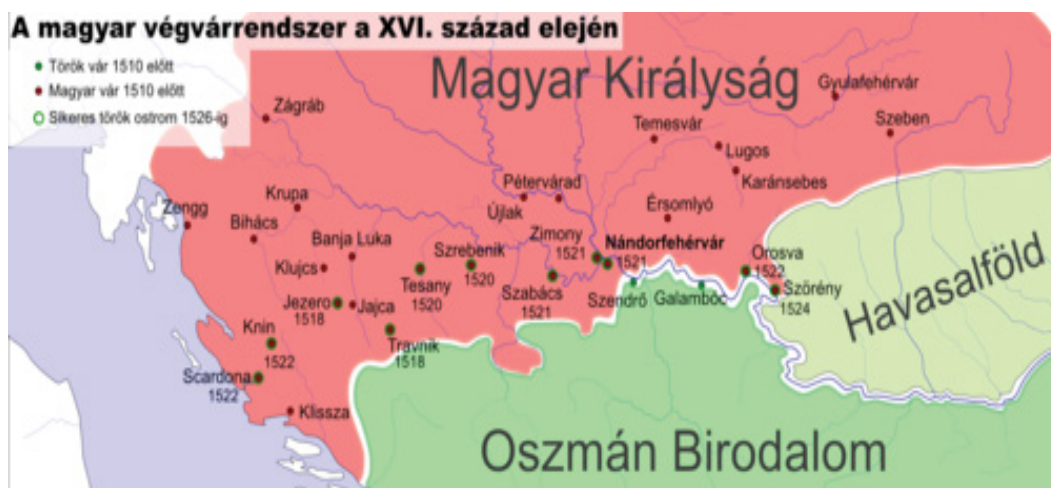 A magyar végvárrendszer a XVI. század elején
Török vár 1510 előtt
Magyar vár 1510 előtt
Sikeres török ostrom 1526-ig
Magyar Királyság
Gyulafehérvár
Zágráb
Temesvár
Szeben
Lugos
Karánsebes
Pétervárad
Krupa
Újlak
Érsomlyó
Zengg
Bihács
Zimony
1521
Nándorfehérvár
1521
Banja Luka
Szrebenik
1520
Orosva
1522
Klujcs
Tesany
1520
Szabács
1521
Szendrő
Galambóc
Szörény
1524
Jezero
1518
Jajca
Havasalföld
Knin
1522
Travnik
1518
Scardona
1522
Klissza
Oszmán Birodalom